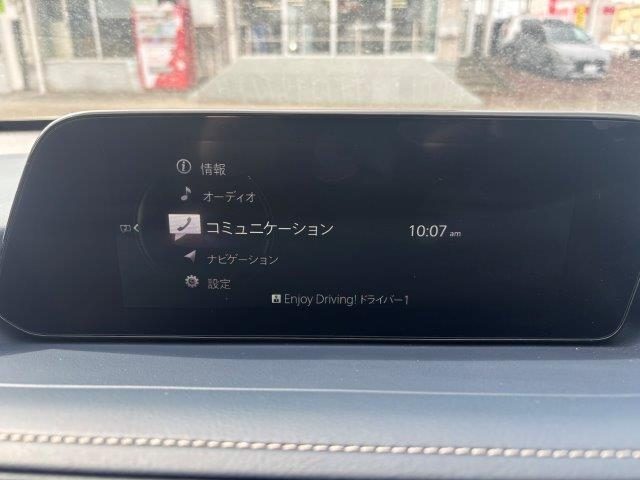 情報
オーディオ
コミュニケーション
10:07 am
ナビゲーション
設定
Enjoy Driving! ドライバー1